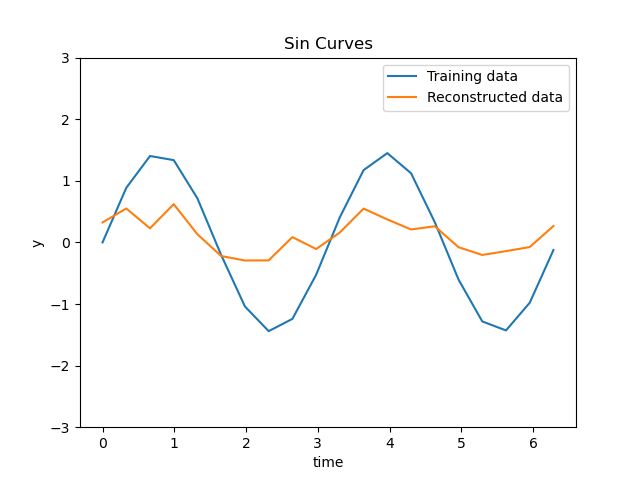 Sin Curves
Training data
Reconstructed data
3
2
1
0
−1
−2
−3
y
0 1 2 3 4 5 6
time